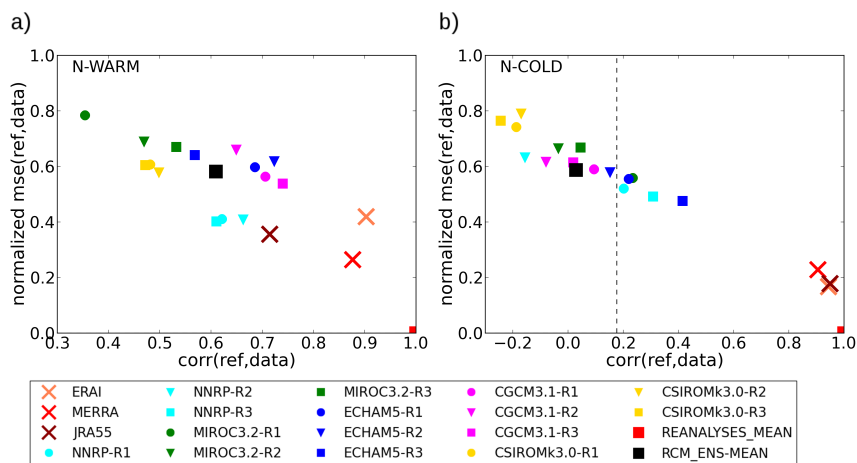 a)
b)
N-WARM
N-COLD
normalized mse(ref,data)
1.0
0.8
0.6
0.4
0.2
0.0
0.3 0.4 0.5 0.6 0.7 0.8 0.9 1.0
corr(ref,data)
normalized mse(ref,data)
1.0
0.8
0.6
0.4
0.2
0.0
−0.2 0.0 0.2 0.4 0.6 0.8 1.0
corr(ref,data)
ERAI NNRP-R2 MIROC3.2-R3 CGCM3.1-R1 CSIROMk3.0-R2
MERRA NNRP-R3 ECHAM5-R1 CGCM3.1-R2 CSIROMk3.0-R3
JRA55 MIROC3.2-R1 ECHAM5-R2 CGCM3.1-R3 REANALYSES_MEAN
NNRP-R1 MIROC3.2-R2 ECHAM5-R3 CSIROMk3.0-R1 RCM_ENS-MEAN